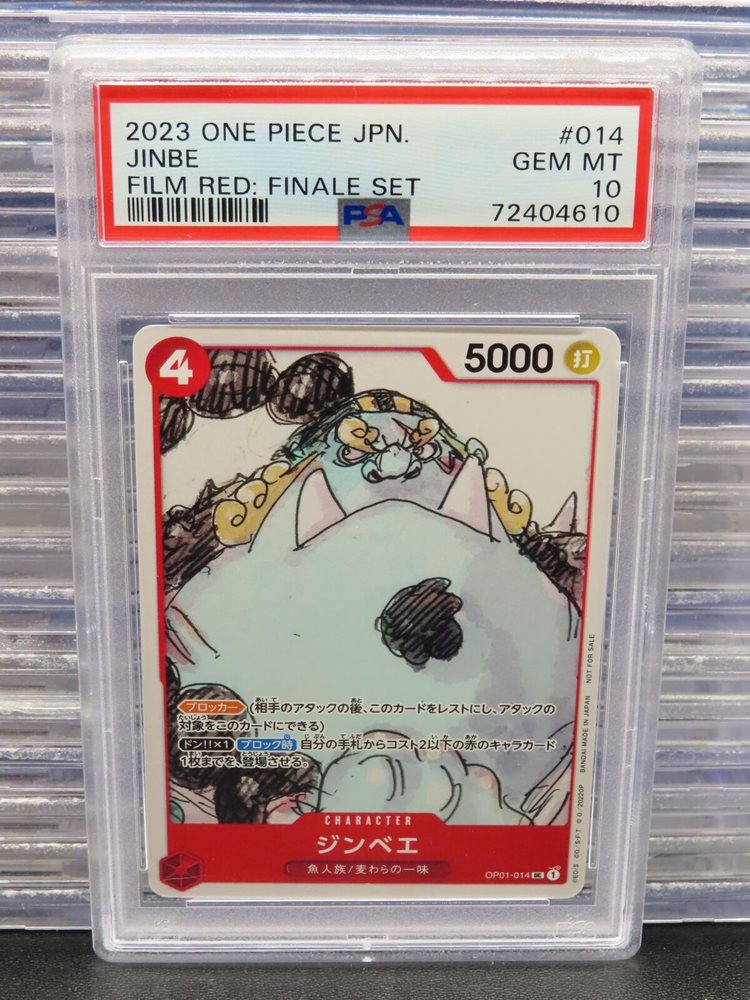 2023 ONE PIECE JPN. #014
JINBE GEM MT
FILM RED: FINALE SET 10
PSA 72404610
4 5000 打
ブロッカー (相手のアタックの後、このカードをレストにし、アタックの
対象をこのカードにできる)
ドン!!×1 ブロック時 自分の手札からコスト2以下の赤のキャラカード
1枚までを、登場させる。
CHARACTER
ジンベエ
魚人族/麦わらの一味
OP01-014 UC 1
BANDAI MADE IN JAPAN NOT FOR SALE